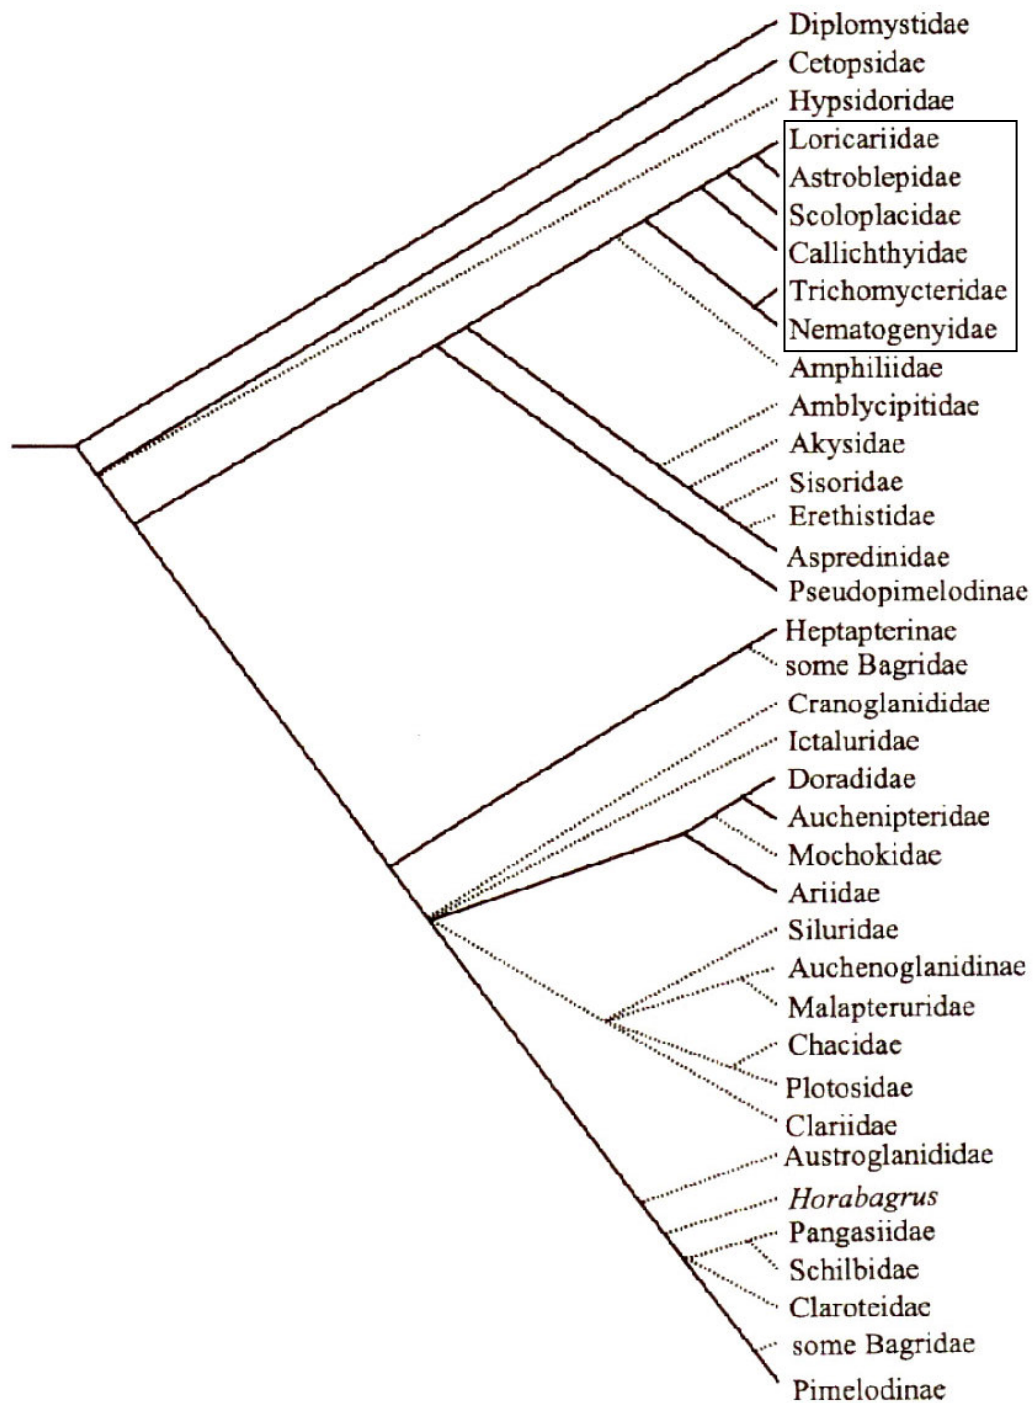 Diplomystidae
Cetopsidae
Hypsidoridae
Loricariidae
Astroblepidae
Scoloplacidae
Callichthyidae
Trichomycteridae
Nematogenyidae
Amphiliidae
Amblycipitidae
Akysidae
Sisoridae
Erethistidae
Aspredinidae
Pseudopimelodinae
Heptapterinae
some Bagridae
Cranoglanididae
Ictaluridae
Doradidae
Auchenipteridae
Mochokidae
Ariidae
Siluridae
Auchenoglanidinae
Malapteruridae
Chacidae
Plotosidae
Clariidae
Austroglanididae
Horabagrus
Pangasiidae
Schilbidae
Claroteidae
some Bagridae
Pimelodinae